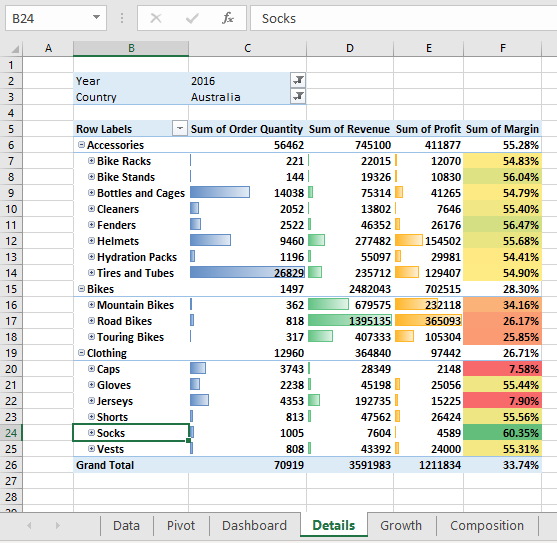 B24 fx Socks
A B C D E F
1
2 Year 2016
3 Country Australia
4
5 Row Labels Sum of Order Quantity Sum of Revenue Sum of Profit Sum of Margin
6 Accessories 56462 745100 411877 55.28%
7 Bike Racks 221 22015 12070 54.83%
8 Bike Stands 144 19326 10830 56.04%
9 Bottles and Cages 14038 75314 41265 54.79%
10 Cleaners 2052 13802 7646 55.40%
11 Fenders 2522 46352 26176 56.47%
12 Helmets 9460 277482 154502 55.68%
13 Hydration Packs 1196 55097 29981 54.41%
14 Tires and Tubes 26829 235712 129407 54.90%
15 Bikes 1497 2482043 702515 28.30%
16 Mountain Bikes 362 679575 232118 34.16%
17 Road Bikes 818 1395135 365093 26.17%
18 Touring Bikes 317 407333 105304 25.85%
19 Clothing 12960 364840 97442 26.71%
20 Caps 3743 28349 2148 7.58%
21 Gloves 2238 45198 25056 55.44%
22 Jerseys 4353 192735 15225 7.90%
23 Shorts 813 47562 26424 55.56%
24 Socks 1005 7604 4589 60.35%
25 Vests 808 43392 24000 55.31%
26 Grand Total 70919 3591983 1211834 33.74%
27
28
Data Pivot Dashboard Details Growth Composition